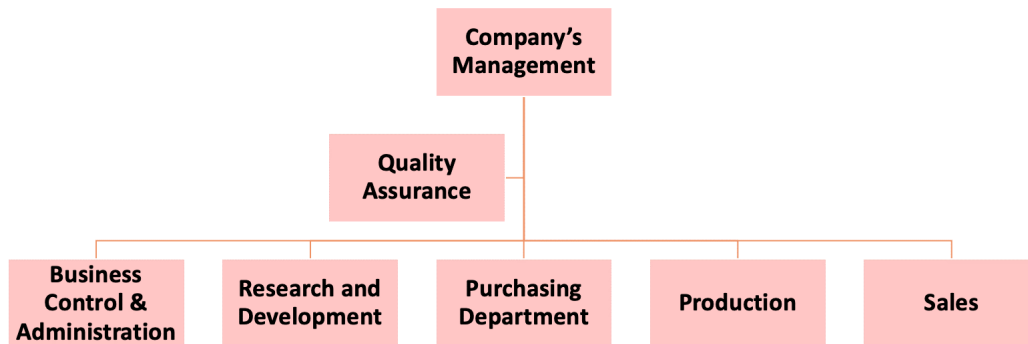 Company’s
Management
Quality
Assurance
Business
Control &
Administration
Research and
Development
Purchasing
Department
Production
Sales